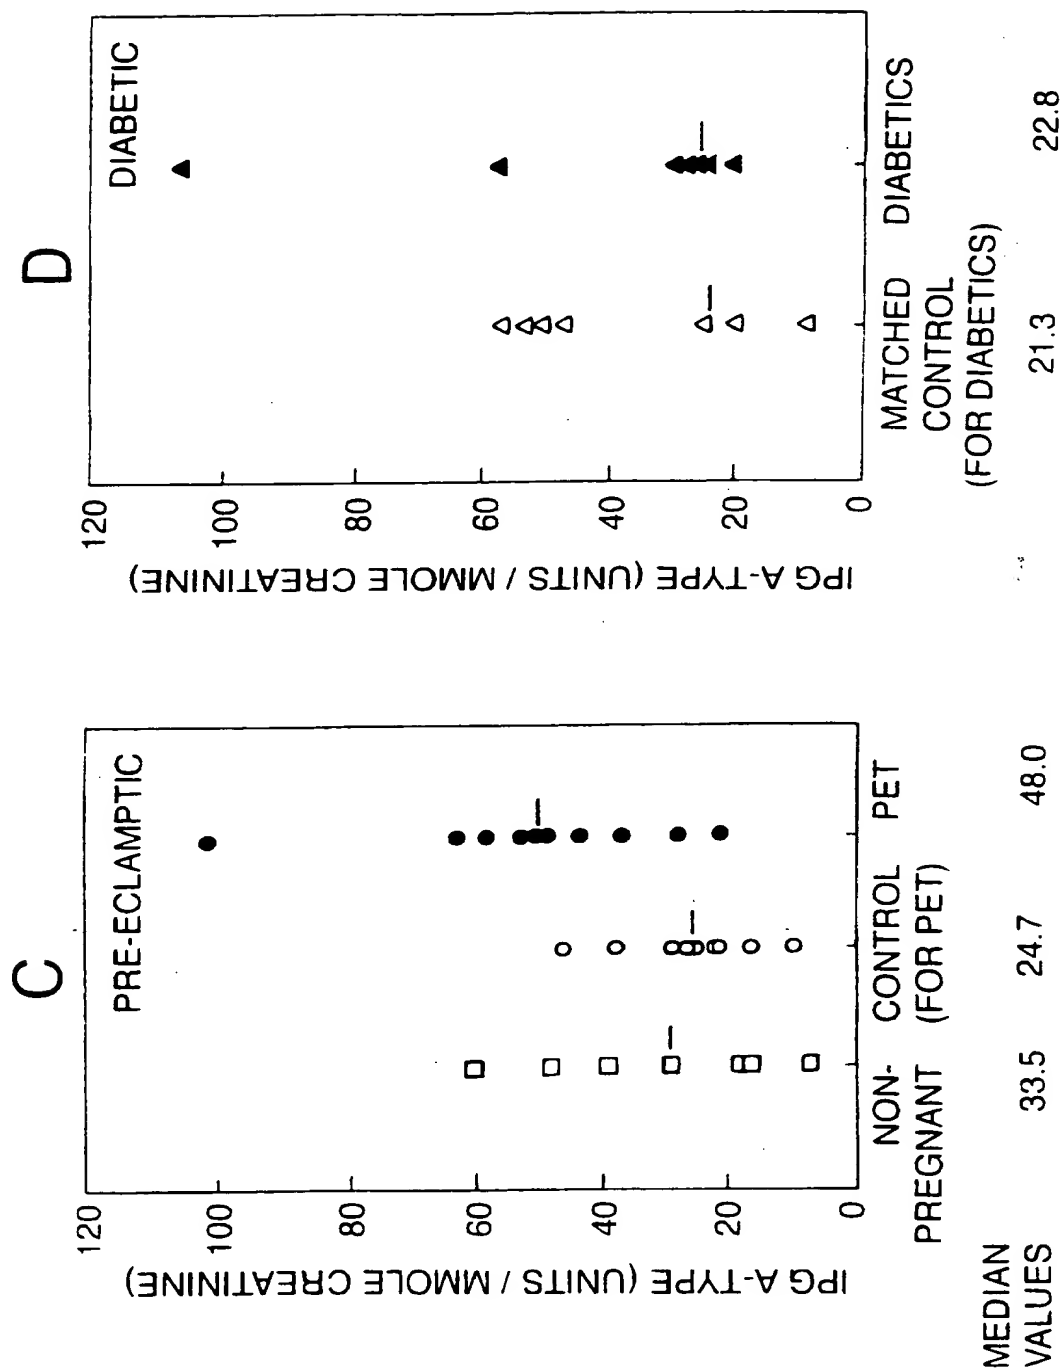 C
PRE-ECLAMPTIC
120
100
80
60
40
20
0
IPG A-TYPE (UNITS / MMOLE CREATININE)
NON-
PREGNANT
CONTROL
(FOR PET)
PET
MEDIAN
VALUES
33.5
24.7
48.0
D
DIABETIC
120
100
80
60
40
20
0
IPG A-TYPE (UNITS / MMOLE CREATININE)
MATCHED
CONTROL
(FOR DIABETICS)
DIABETICS
21.3
22.8